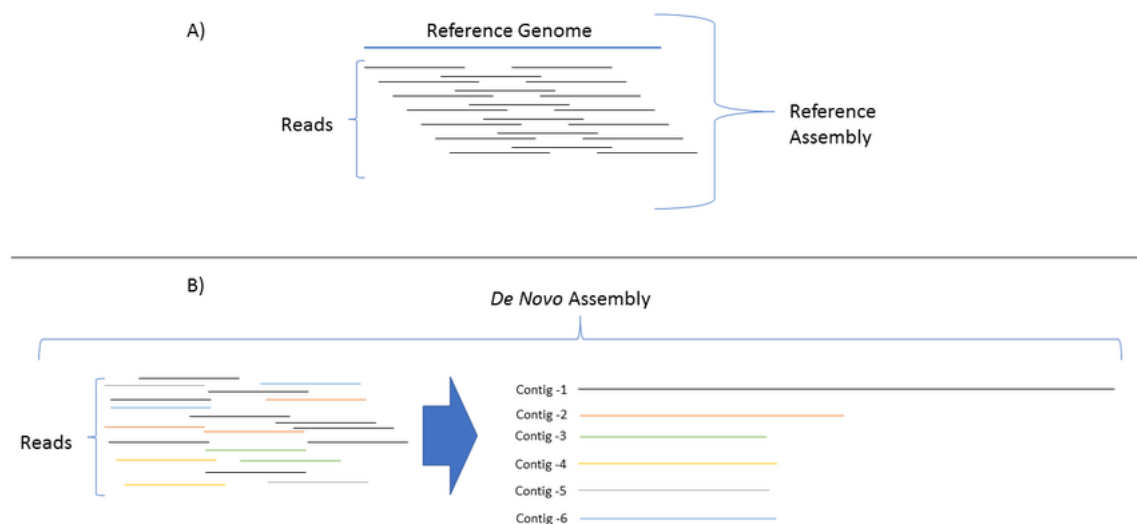 A)
Reference Genome
Reads
Reference
Assembly
B)
De Novo Assembly
Reads
Contig -1
Contig -2
Contig -3
Contig -4
Contig -5
Contig -6